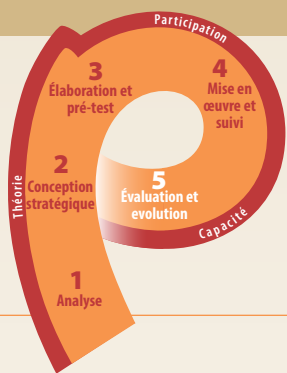 Participation
3
Élaboration et
pré-test
4
Mise en
œuvre et
suivi
2
Conception
stratégique
5
Évaluation et
evolution
Théorie
Capacité
1
Analyse